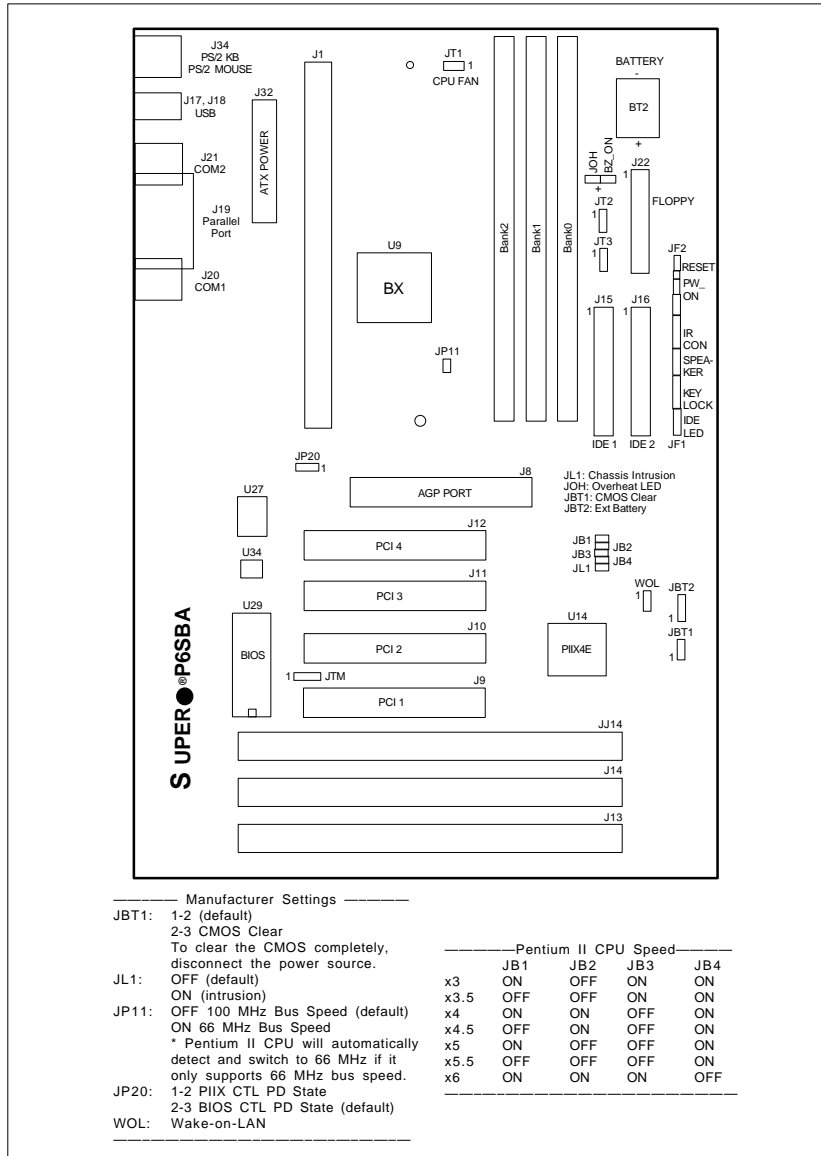 J34
PS/2 KB
PS/2 MOUSE
J17, J18
USB
J21
COM2
J19
Parallel
Port
J20
COM1
J32
ATX POWER
J1
JT1
1
CPU FAN
U9
BX
JP11
Bank2
Bank1
Bank0
BATTERY
-
BT2
+
JOH
BZ_ON
+
JT2
1
JT3
1
J22
1
FLOPPY
JF2
RESET
PW_
ON
IR
CON
SPEA-
KER
KEY
LOCK
IDE
LED
JF1
J15
1
IDE 1
J16
1
IDE 2
JP20
1
J8
AGP PORT
JL1: Chassis Intrusion
JOH: Overheat LED
JBT1: CMOS Clear
JBT2: Ext Battery
U27
U34
U29
BIOS
J12
PCI 4
J11
PCI 3
J10
PCI 2
1 JTM
J9
PCI 1
JB1
JB2
JB3
JB4
JL1
WOL
1
JBT2
1
JBT1
1
U14
PIIX4E
JJ14
J14
J13
S UPER®P6SBA
Manufacturer Settings
JBT1: 1-2 (default)
2-3 CMOS Clear
To clear the CMOS completely,
disconnect the power source.
JL1: OFF (default)
ON (intrusion)
JP11: OFF 100 MHz Bus Speed (default)
ON 66 MHz Bus Speed
* Pentium II CPU will automatically
detect and switch to 66 MHz if it
only supports 66 MHz bus speed.
JP20: 1-2 PIIX CTL PD State
2-3 BIOS CTL PD State (default)
WOL: Wake-on-LAN
Pentium II CPU Speed
JB1 JB2 JB3 JB4
x3 ON OFF ON ON
x3.5 OFF OFF ON ON
x4 ON ON OFF ON
x4.5 OFF ON OFF ON
x5 ON OFF OFF ON
x5.5 OFF OFF OFF ON
x6 ON ON ON OFF